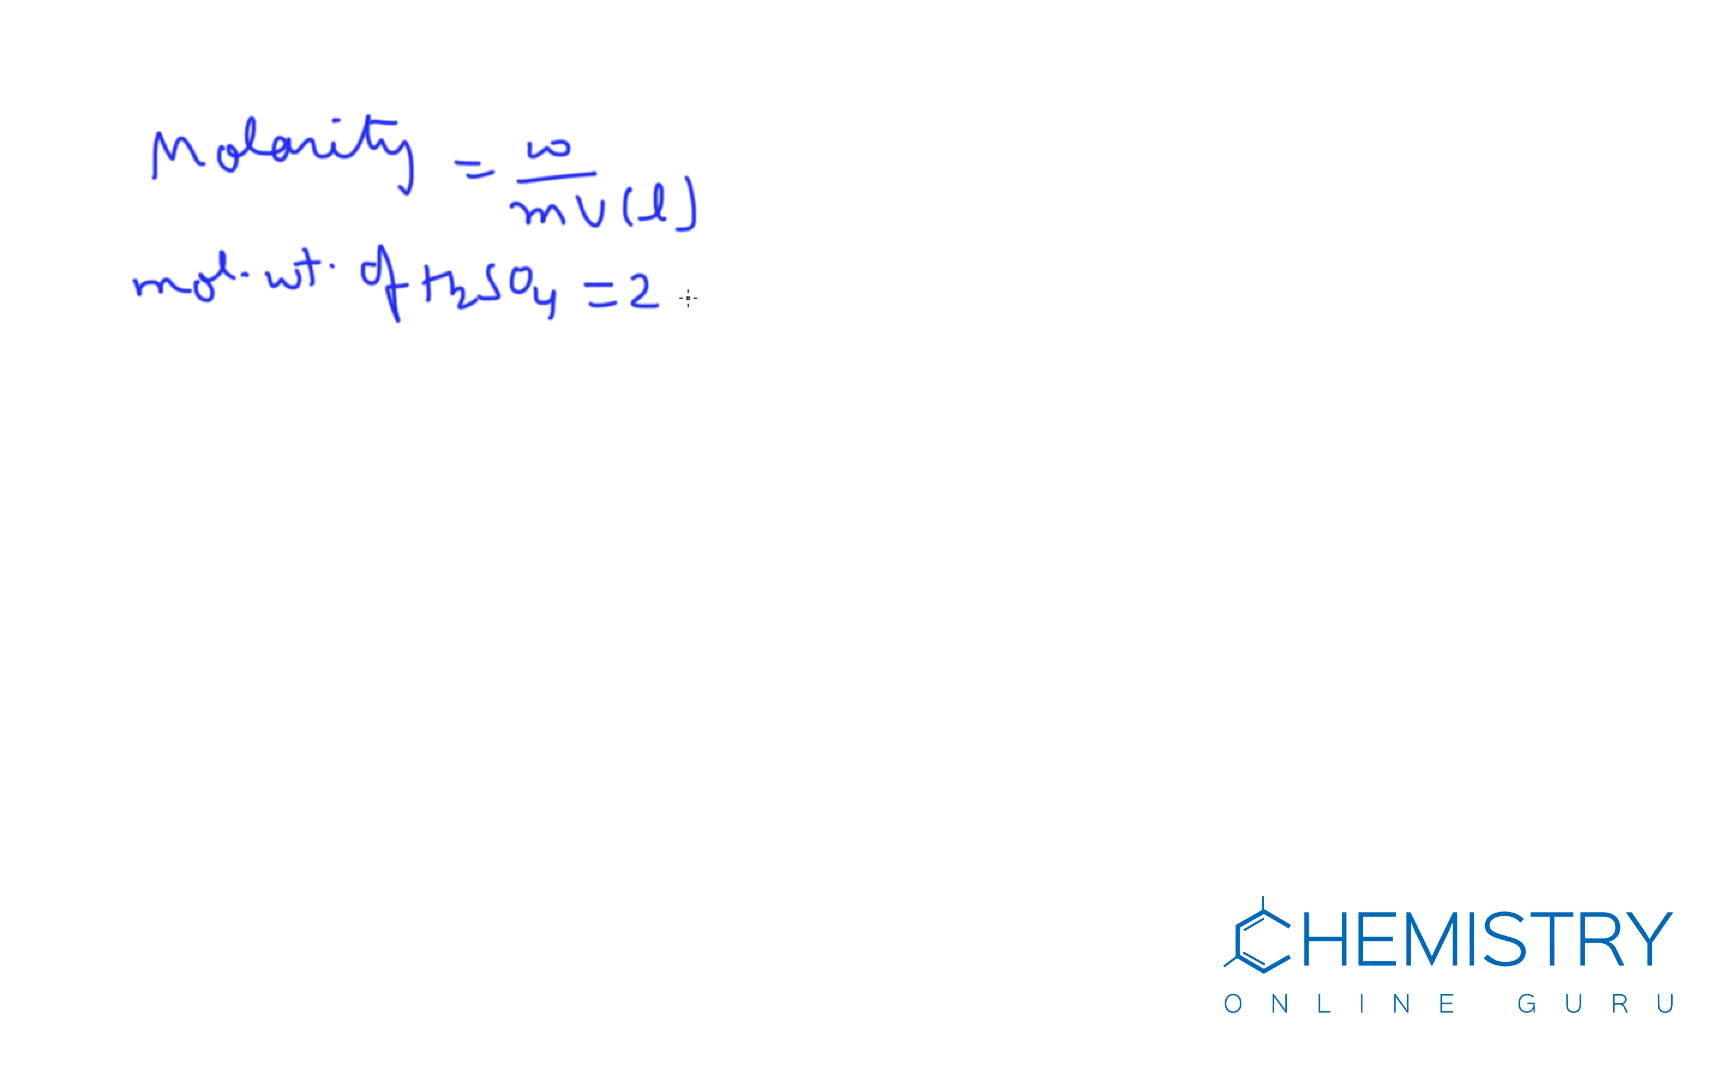 Molarity = w
mV(l)
mol. wt. of H2SO4 = 2
CHEMISTRY
ONLINE GURU